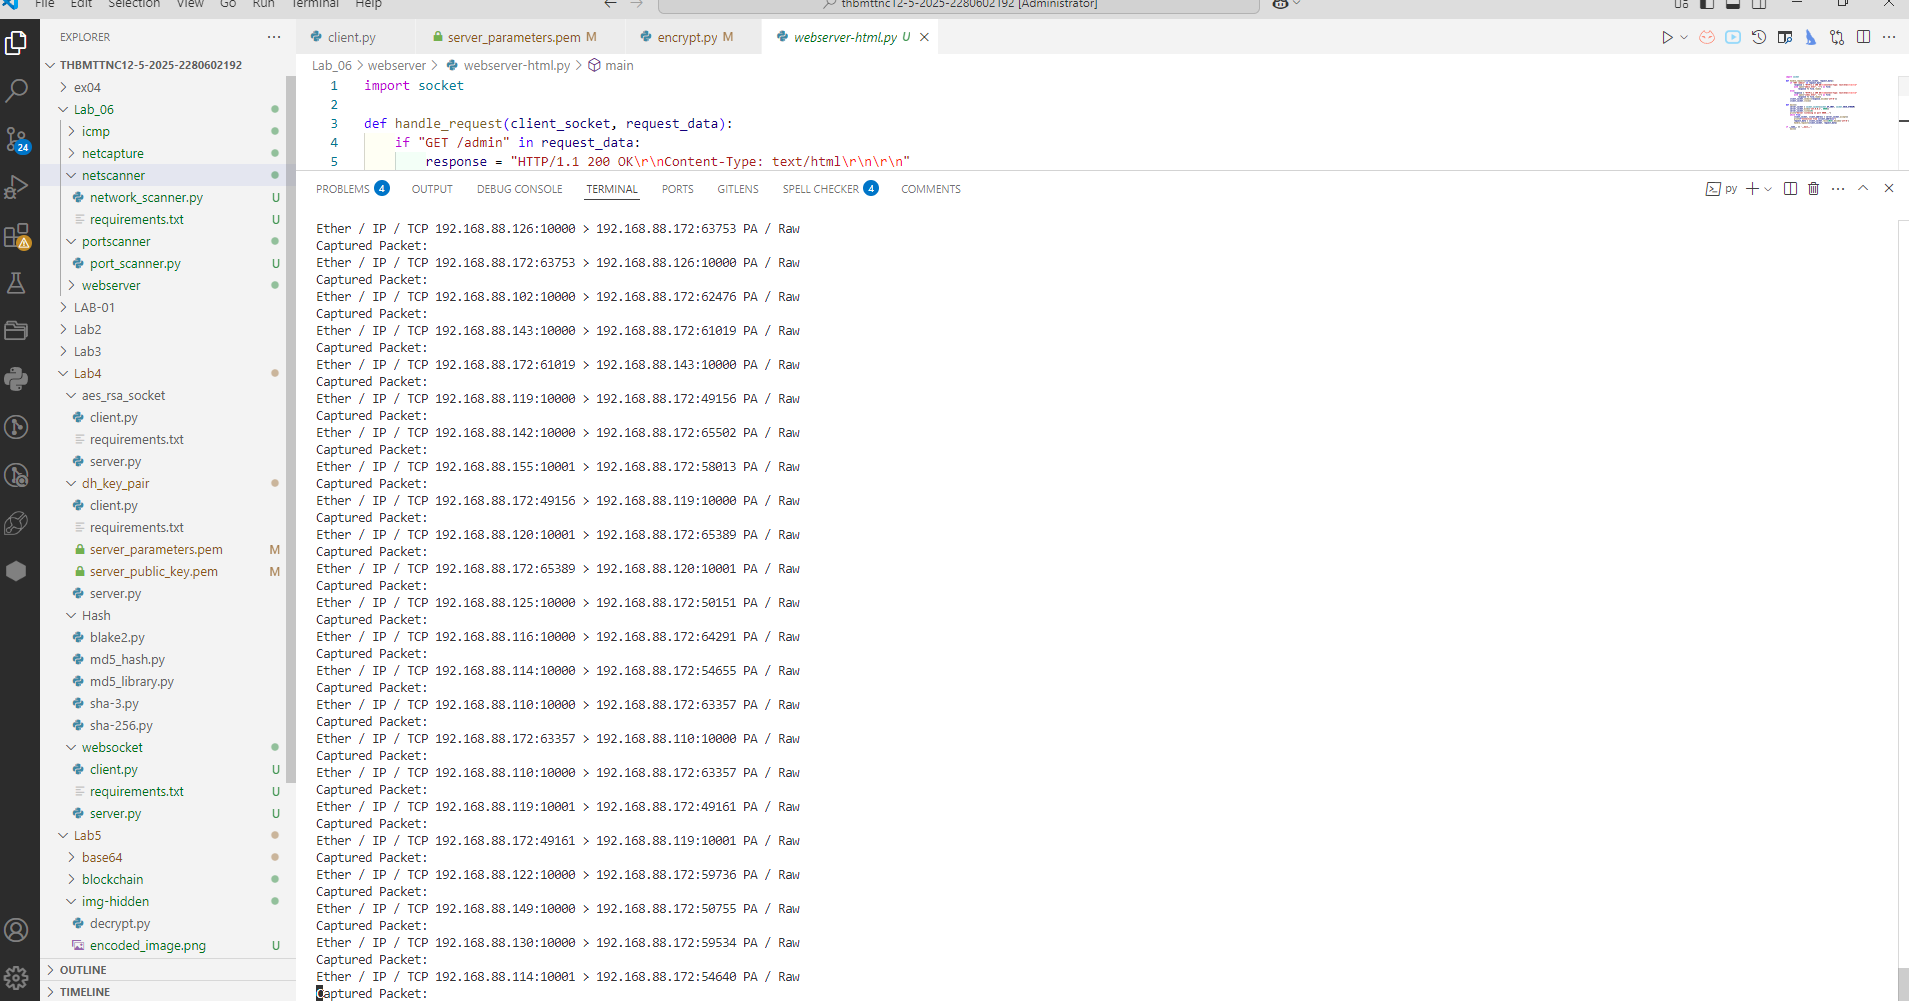 File Edit Selection View Go Run Terminal Help
thbmttnc12-5-2025-2280602192 [Administrator]
EXPLORER
THBMTTNC12-5-2025-2280602192
ex04
Lab_06
icmp
netcapture
netscanner
network_scanner.py U
requirements.txt U
portscanner
port_scanner.py U
webserver
LAB-01
Lab2
Lab3
Lab4
aes_rsa_socket
client.py
requirements.txt
server.py
dh_key_pair
client.py
requirements.txt
server_parameters.pem M
server_public_key.pem M
server.py
Hash
blake2.py
md5_hash.py
md5_library.py
sha-3.py
sha-256.py
websocket
client.py U
requirements.txt U
server.py U
Lab5
base64
blockchain
img-hidden
decrypt.py
encoded_image.png U
OUTLINE
TIMELINE
24
client.py
server_parameters.pem M
encrypt.py M
webserver-html.py U
Lab_06 > webserver > webserver-html.py > main
1 import socket
2
3 def handle_request(client_socket, request_data):
4 if "GET /admin" in request_data:
5 response = "HTTP/1.1 200 OK\r\nContent-Type: text/html\r\n\r\n"
PROBLEMS 4 OUTPUT DEBUG CONSOLE TERMINAL PORTS GITLENS SPELL CHECKER 4 COMMENTS
py
Ether / IP / TCP 192.168.88.126:10000 > 192.168.88.172:63753 PA / Raw
Captured Packet:
Ether / IP / TCP 192.168.88.172:63753 > 192.168.88.126:10000 PA / Raw
Captured Packet:
Ether / IP / TCP 192.168.88.102:10000 > 192.168.88.172:62476 PA / Raw
Captured Packet:
Ether / IP / TCP 192.168.88.143:10000 > 192.168.88.172:61019 PA / Raw
Captured Packet:
Ether / IP / TCP 192.168.88.172:61019 > 192.168.88.143:10000 PA / Raw
Captured Packet:
Ether / IP / TCP 192.168.88.119:10000 > 192.168.88.172:49156 PA / Raw
Captured Packet:
Ether / IP / TCP 192.168.88.142:10000 > 192.168.88.172:65502 PA / Raw
Captured Packet:
Ether / IP / TCP 192.168.88.155:10001 > 192.168.88.172:58013 PA / Raw
Captured Packet:
Ether / IP / TCP 192.168.88.172:49156 > 192.168.88.119:10000 PA / Raw
Captured Packet:
Ether / IP / TCP 192.168.88.120:10001 > 192.168.88.172:65389 PA / Raw
Captured Packet:
Ether / IP / TCP 192.168.88.172:65389 > 192.168.88.120:10001 PA / Raw
Captured Packet:
Ether / IP / TCP 192.168.88.125:10000 > 192.168.88.172:50151 PA / Raw
Captured Packet:
Ether / IP / TCP 192.168.88.116:10000 > 192.168.88.172:64291 PA / Raw
Captured Packet:
Ether / IP / TCP 192.168.88.114:10000 > 192.168.88.172:54655 PA / Raw
Captured Packet:
Ether / IP / TCP 192.168.88.110:10000 > 192.168.88.172:63357 PA / Raw
Captured Packet:
Ether / IP / TCP 192.168.88.172:63357 > 192.168.88.110:10000 PA / Raw
Captured Packet:
Ether / IP / TCP 192.168.88.110:10000 > 192.168.88.172:63357 PA / Raw
Captured Packet:
Ether / IP / TCP 192.168.88.119:10001 > 192.168.88.172:49161 PA / Raw
Captured Packet:
Ether / IP / TCP 192.168.88.172:49161 > 192.168.88.119:10001 PA / Raw
Captured Packet:
Ether / IP / TCP 192.168.88.122:10000 > 192.168.88.172:59736 PA / Raw
Captured Packet:
Ether / IP / TCP 192.168.88.149:10000 > 192.168.88.172:50755 PA / Raw
Captured Packet:
Ether / IP / TCP 192.168.88.130:10000 > 192.168.88.172:59534 PA / Raw
Captured Packet:
Ether / IP / TCP 192.168.88.114:10001 > 192.168.88.172:54640 PA / Raw
Captured Packet: